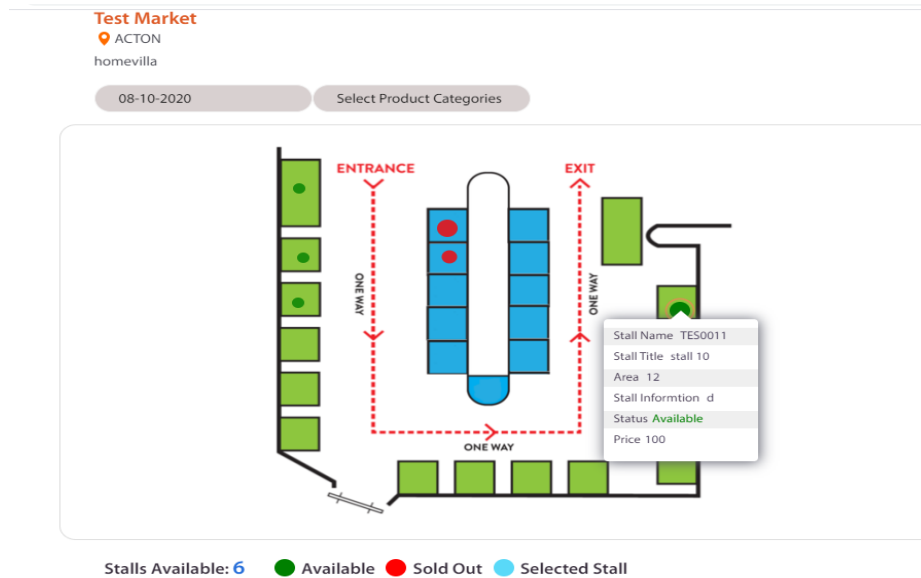 Test Market
ACTON
homevilla
08-10-2020 Select Product Categories
ENTRANCE EXIT
ONE WAY
ONE WAY
Stall Name TES0011
Stall Title stall 10
Area 12
Stall Informtion d
Status Available
Price 100
ONE WAY
Stalls Available: 6 Available Sold Out Selected Stall